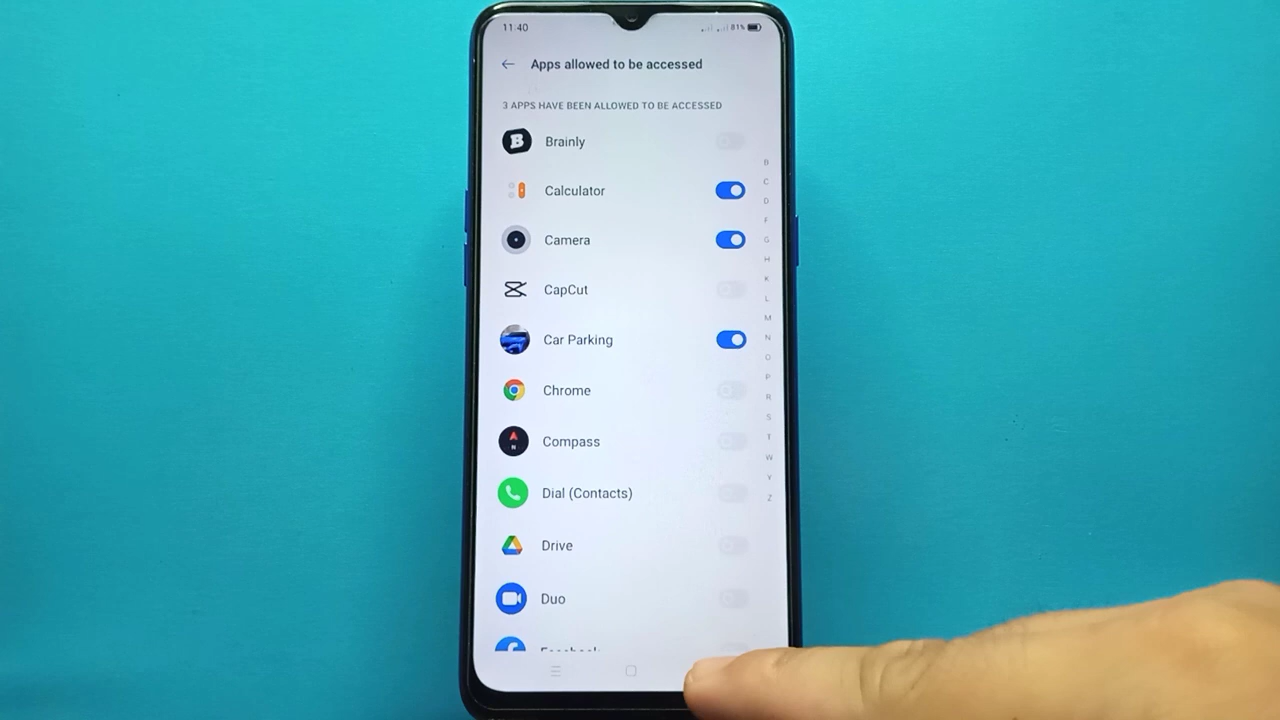 11:40 81%
Apps allowed to be accessed
3 APPS HAVE BEEN ALLOWED TO BE ACCESSED
Brainly
Calculator
Camera
CapCut
Car Parking
Chrome
Compass
Dial (Contacts)
Drive
Duo
Facebook
B
C
D
F
G
H
K
L
M
N
O
P
R
S
T
W
Y
Z